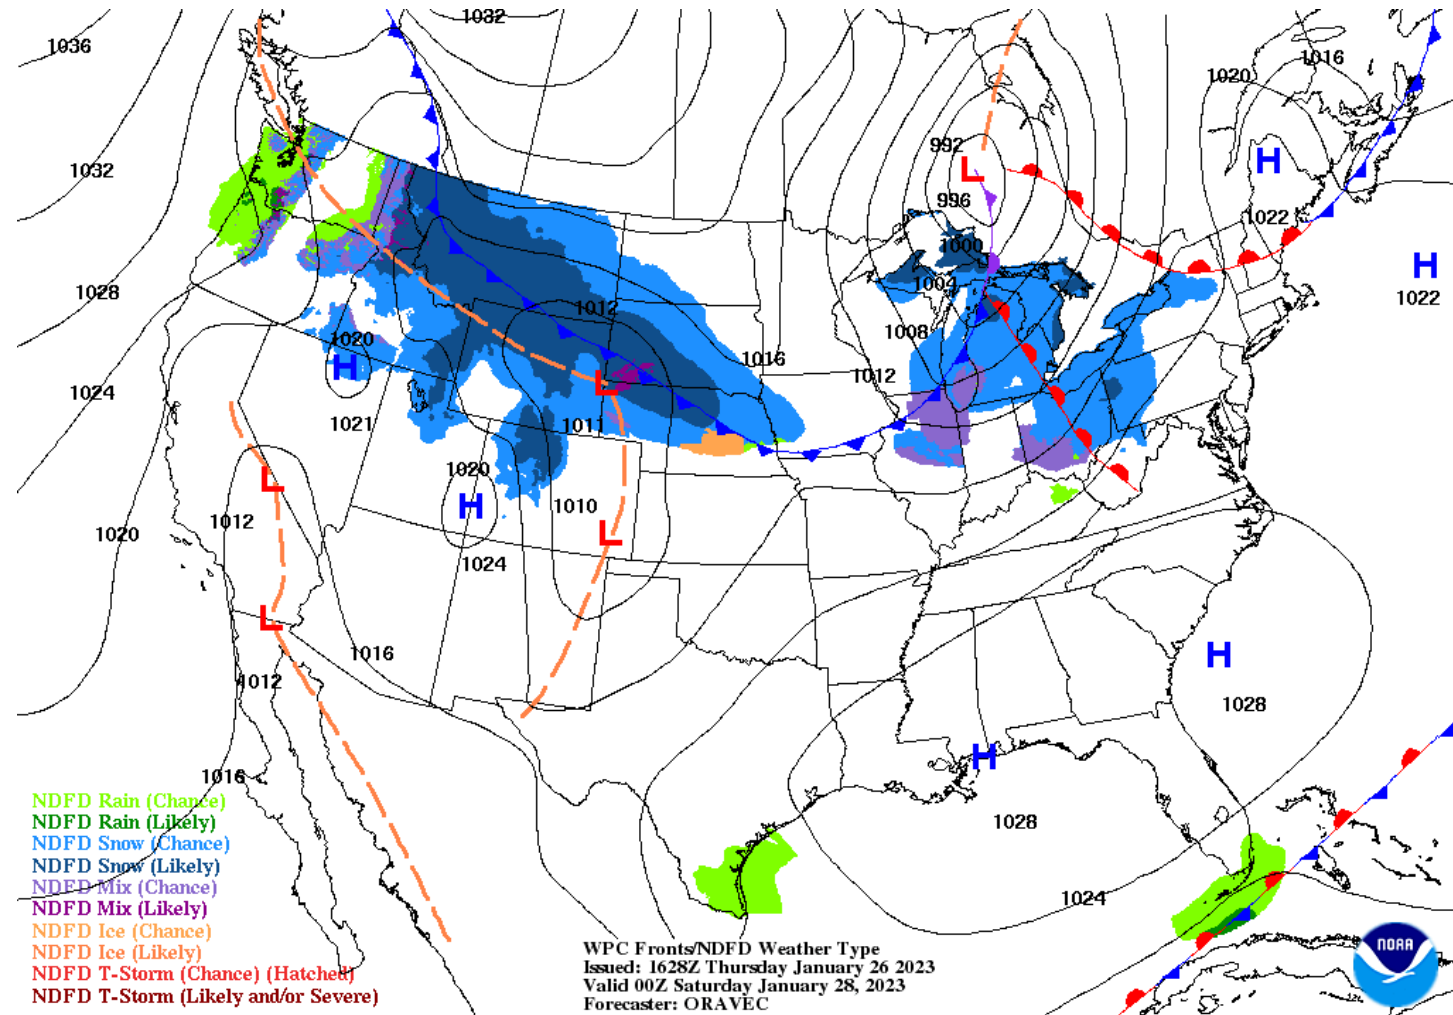 1032
1036
1016
1020
992
L
H
1032
996
1022
1000
H
1028
1004
1022
1012
1008
1020
1016
H
1012
1024
L
1021
1011
1020
L
H
1010
1012
L
1020
1024
L
1016
H
1012
1028
H
1016
1028
1024
NDFD Rain (Chance)
NDFD Rain (Likely)
NDFD Snow (Chance)
NDFD Snow (Likely)
NDFD Mix (Chance)
NDFD Mix (Likely)
NDFD Ice (Chance)
NDFD Ice (Likely)
NDFD T-Storm (Chance) (Hatched)
NDFD T-Storm (Likely and/or Severe)
WPC Fronts/NDFD Weather Type
Issued: 1628Z Thursday January 26 2023
Valid 00Z Saturday January 28, 2023
Forecaster: ORAVEC
NOAA